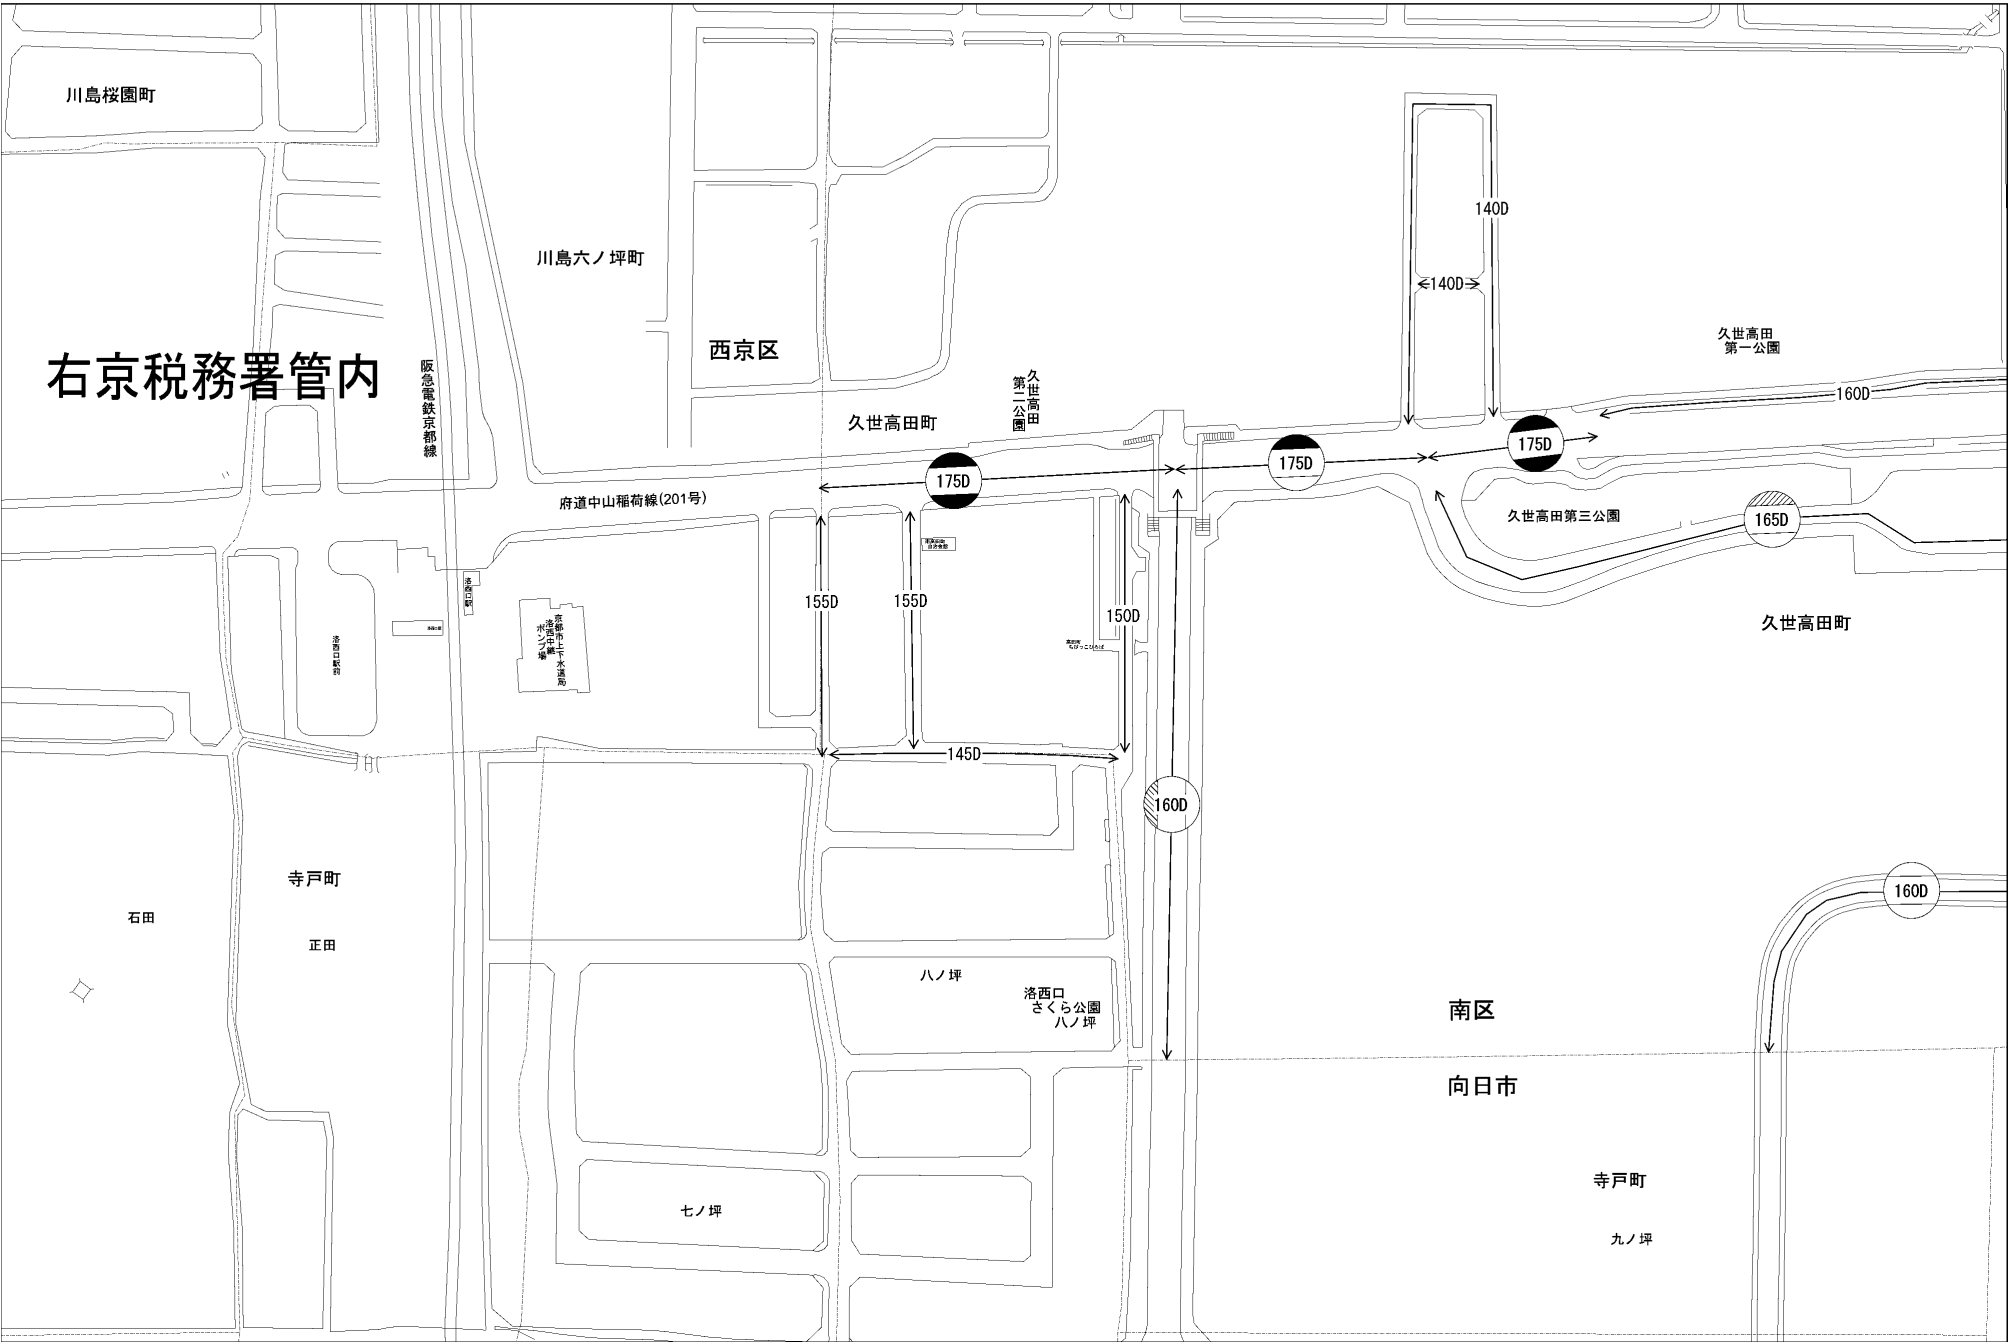 川島桜園町
140D
川島六ノ坪町
140D
久世高田
第一公園
西京区
右京税務署管内
阪急電鉄京都線
久世高田
第二公園
160D
久世高田町
175D
175D
175D
府道中山稲荷線(201号)
久世高田第三公園
165D
洛西口駅
155D
155D
150D
京都市上下水道局
洛西中継
ポンプ場
久世高田町
洛西口駅前
145D
160D
寺戸町
160D
石田
正田
八ノ坪
洛西口
さくら公園
八ノ坪
南区
向日市
寺戸町
七ノ坪
九ノ坪